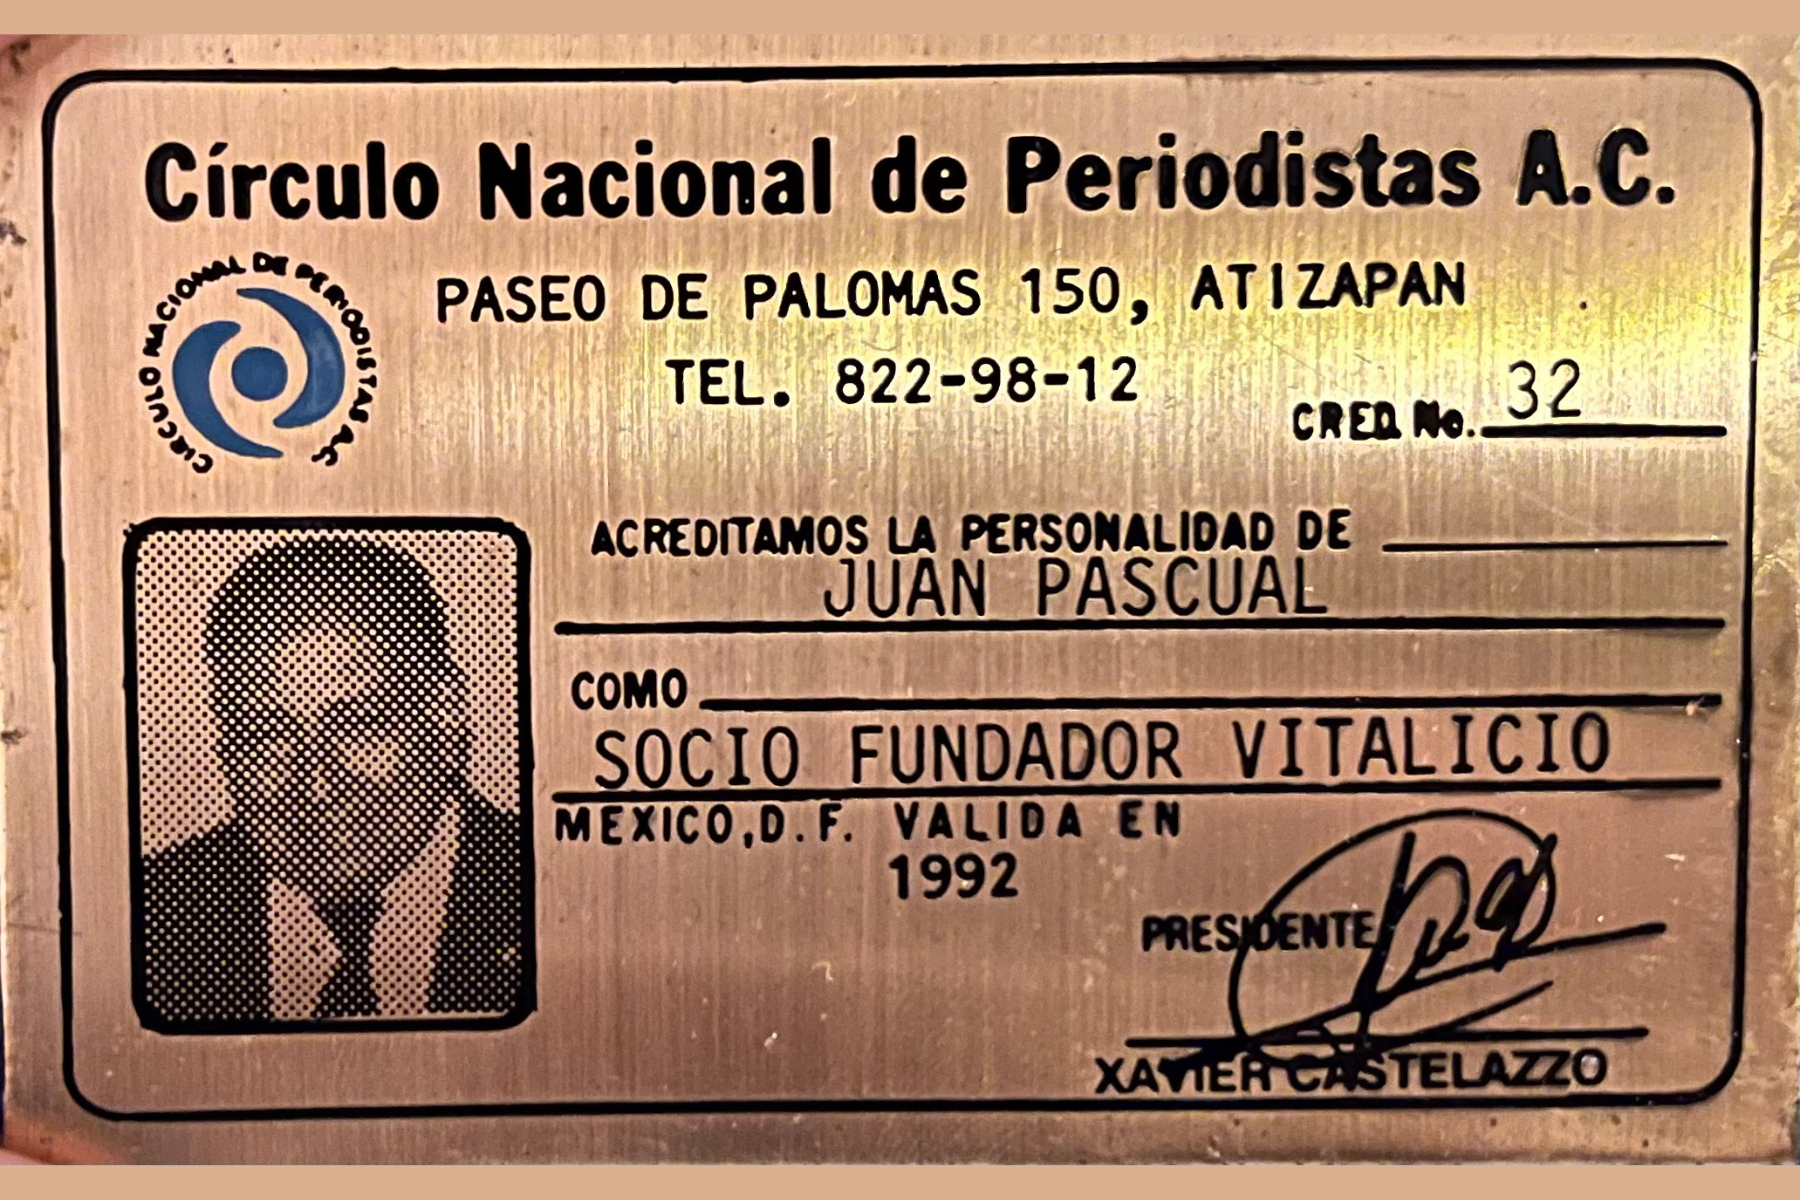 Círculo Nacional de Periodistas A.C.
CIRCULO NACIONAL DE PERIODISTAS A.C.
PASEO DE PALOMAS 150, ATIZAPAN
TEL. 822-98-12
CRED. No. 32
ACREDITAMOS LA PERSONALIDAD DE
JUAN PASCUAL
COMO
SOCIO FUNDADOR VITALICIO
MEXICO, D.F. VALIDA EN
1992
PRESIDENTE
XAVIER CASTELAZZO